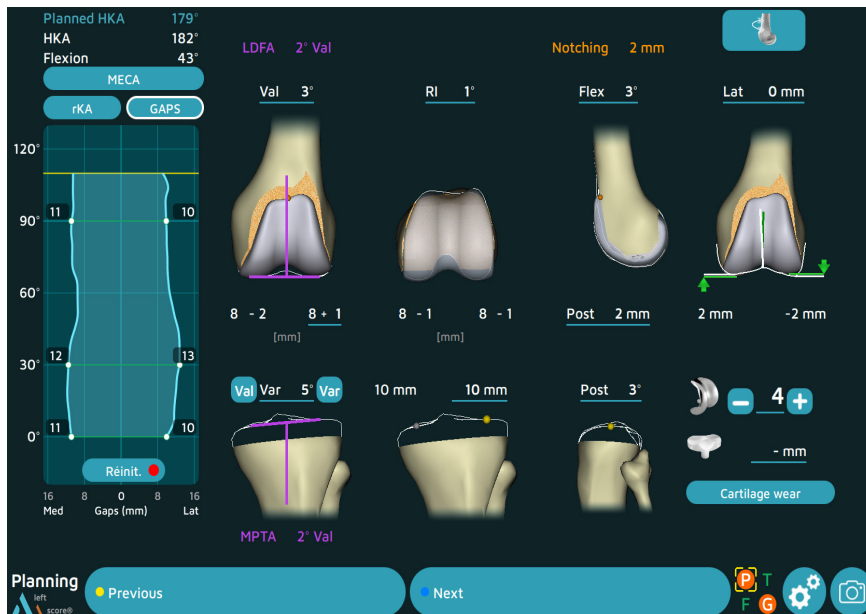 Planned HKA 179°
HKA 182°
Flexion 43°
MECA
rKA GAPS
LDFA 2° Val
Notching 2 mm
Val 3°
RI 1°
Flex 3°
Lat 0 mm
120°
90°
60°
30°
0°
11 10
12 13
11 10
Réinit.
16 8 0 8 16
Med Gaps (mm) Lat
8 - 2 8 + 1
[mm]
8 - 1 8 - 1
[mm]
Post 2 mm
2 mm -2 mm
Val Var 5° Var
10 mm 10 mm
Post 3°
4
- mm
Cartilage wear
MPTA 2° Val
Planning
left
score®
Previous
Next
P T
F G